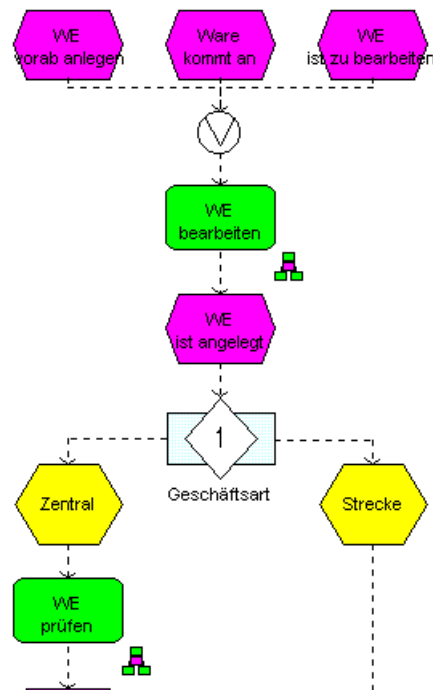 WE
vorab anlegen
Ware
kommt an
WE
ist zu bearbeiten
WE
bearbeiten
WE
ist angelegt
1
Geschäftsart
Zentral
Strecke
WE
prüfen